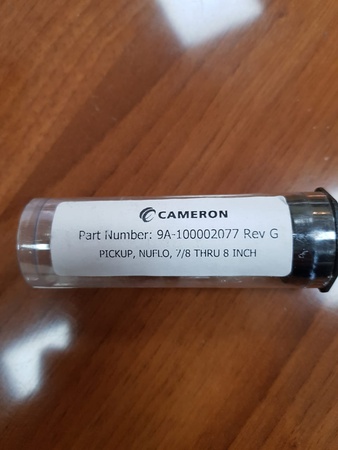 CAMERON
Part Number: 9A-100002077 Rev G
PICKUP, NUFLO, 7/8 THRU 8 INCH